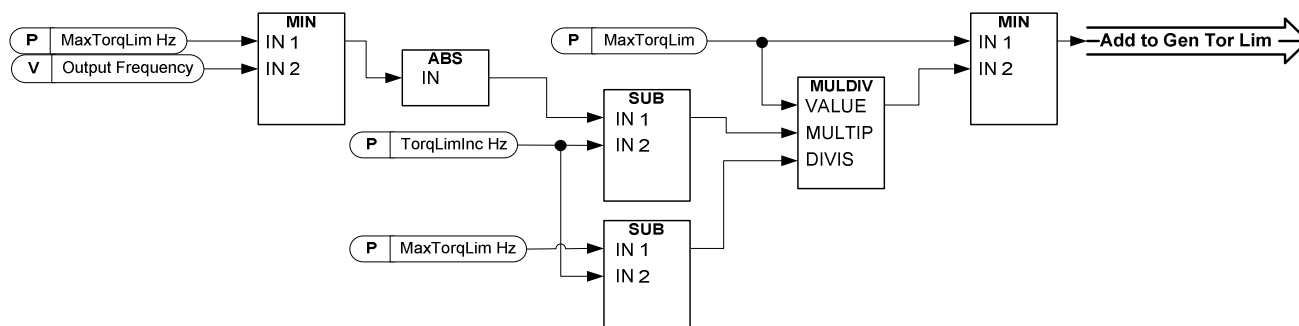 MIN
P MaxTorqLim Hz
IN 1
V Output Frequency
IN 2
ABS
IN
P TorqLimInc Hz
SUB
IN 1
IN 2
P MaxTorqLim Hz
SUB
IN 1
IN 2
P MaxTorqLim
MULDIV
VALUE
MULTIP
DIVIS
MIN
IN 1
IN 2
Add to Gen Tor Lim